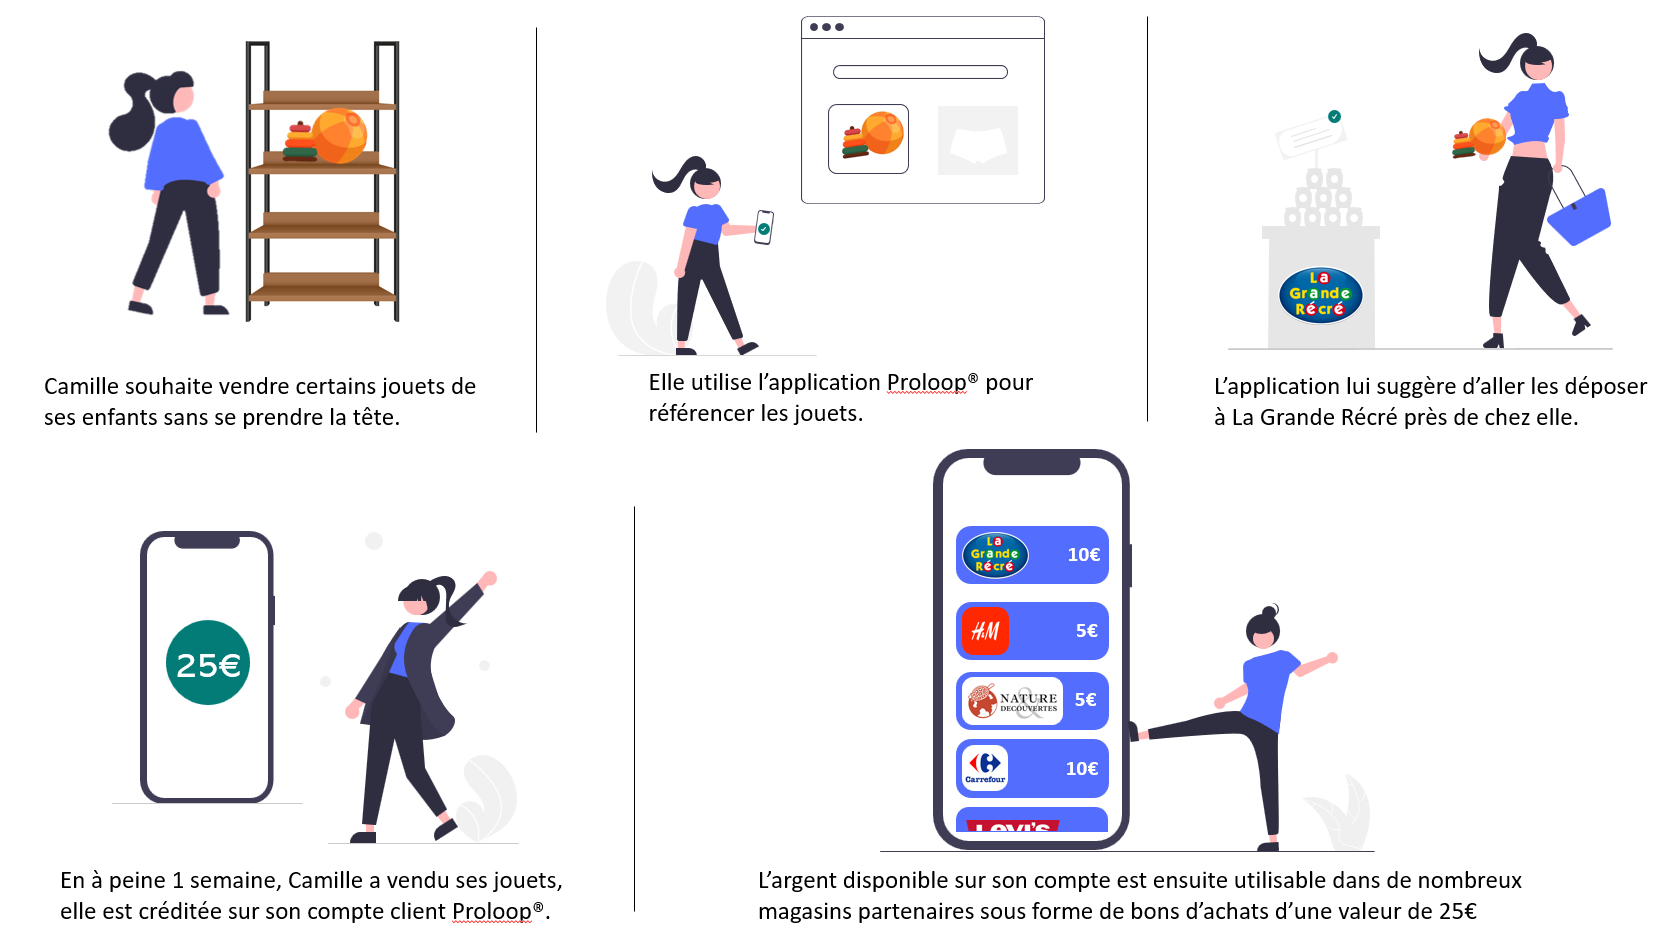 La
Grande
Récré
Camille souhaite vendre certains jouets de
ses enfants sans se prendre la tête.
Elle utilise l’application Proloop® pour
référencer les jouets.
L’application lui suggère d’aller les déposer
à La Grande Récré près de chez elle.
25€
En à peine 1 semaine, Camille a vendu ses jouets,
elle est créditée sur son compte client Proloop®.
La
Grande
Récré
10€
H&M
5€
NATURE
&
DECOUVERTES
5€
Carrefour
10€
LEVI'S
L’argent disponible sur son compte est ensuite utilisable dans de nombreux
magasins partenaires sous forme de bons d’achats d’une valeur de 25€